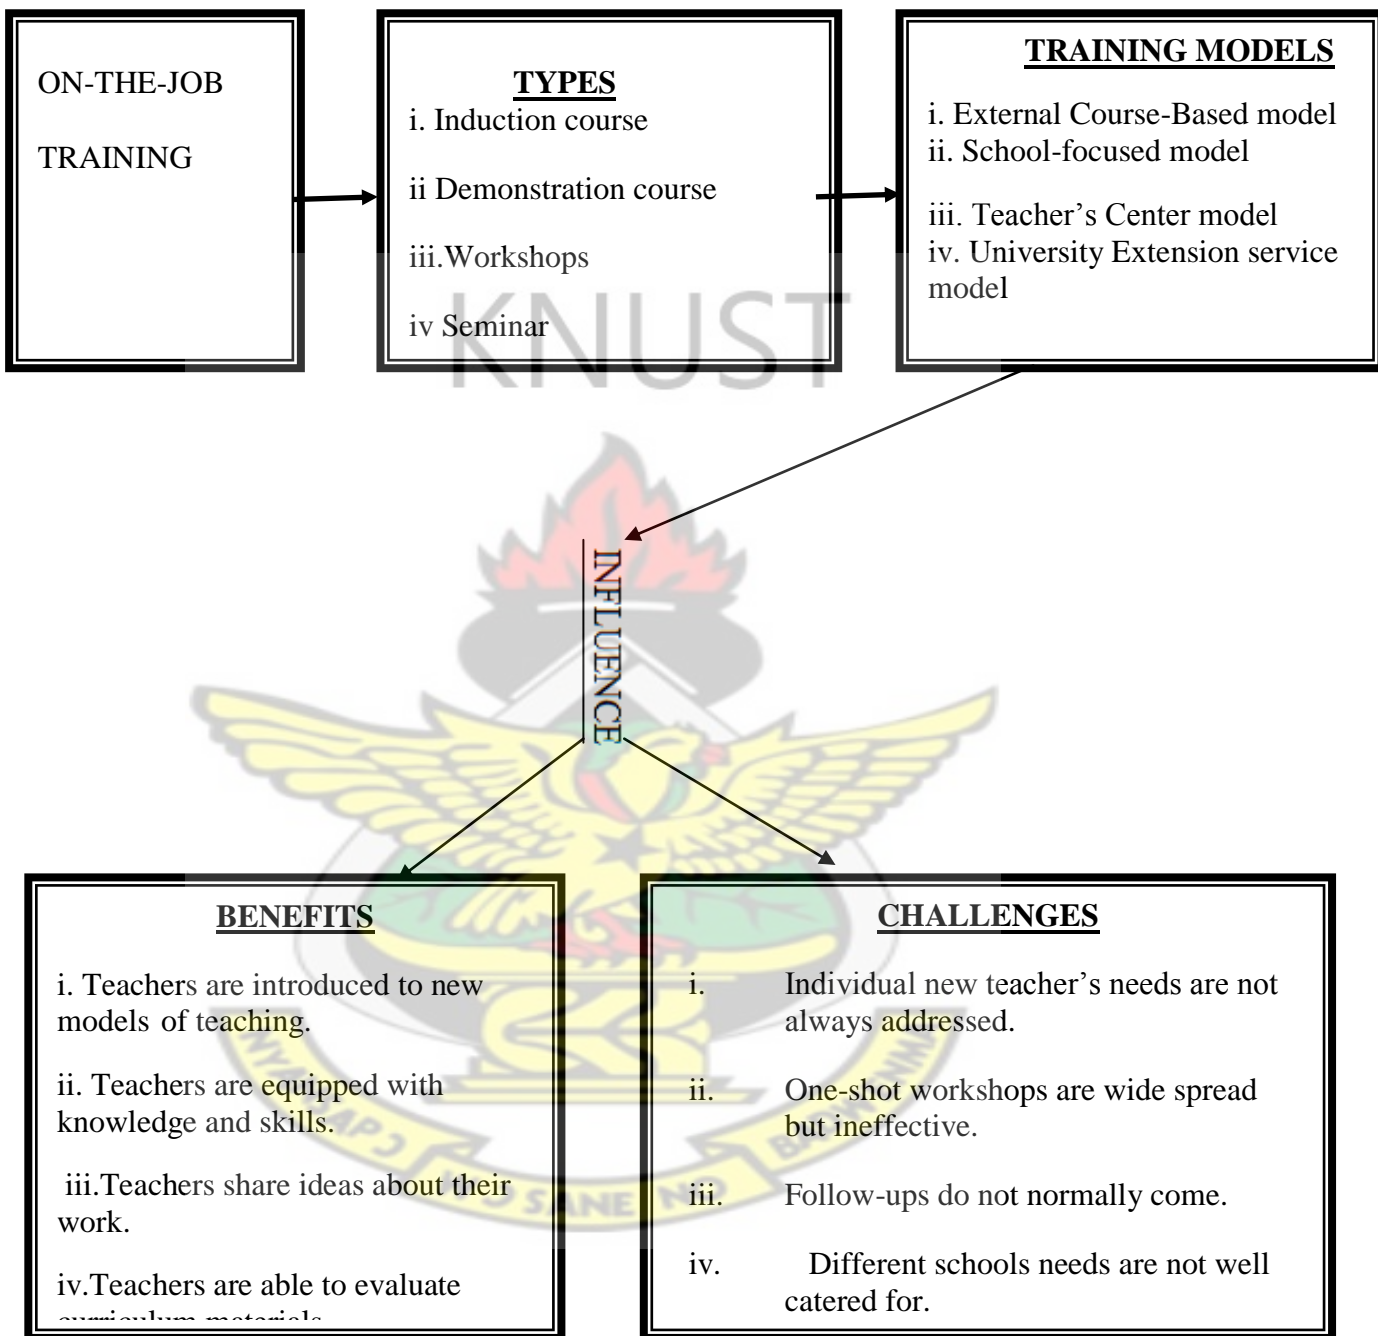 ON-THE-JOB
TRAINING
TYPES
i. Induction course
ii Demonstration course
iii.Workshops
iv Seminar
TRAINING MODELS
i. External Course-Based model
ii. School-focused model
iii. Teacher’s Center model
iv. University Extension service
model
KNUST
INFLUENCE
BENEFITS
i. Teachers are introduced to new
models of teaching.
ii. Teachers are equipped with
knowledge and skills.
iii.Teachers share ideas about their
work.
iv.Teachers are able to evaluate
curriculum materials
CHALLENGES
i. Individual new teacher’s needs are not
always addressed.
ii. One-shot workshops are wide spread
but ineffective.
iii. Follow-ups do not normally come.
iv. Different schools needs are not well
catered for.
SANE NO